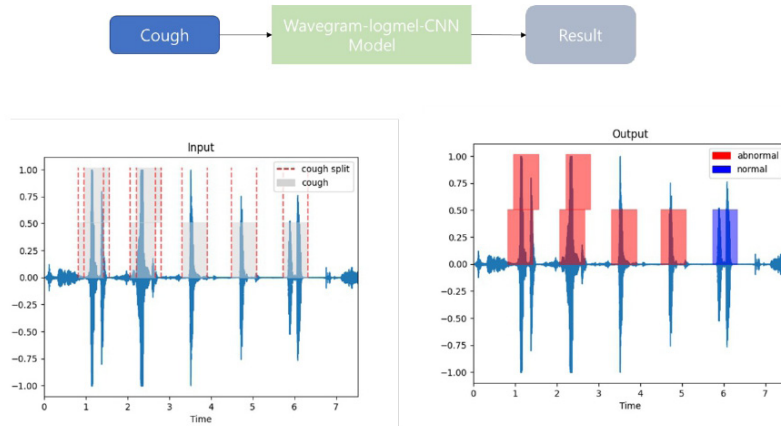 Cough
Wavegram-logmel-CNN
Model
Result
Input
cough split
cough
1.00
0.75
0.50
0.25
0.00
−0.25
−0.50
−0.75
−1.00
0 1 2 3 4 5 6 7
Time
Output
abnormal
normal
1.00
0.75
0.50
0.25
0.00
−0.25
−0.50
−0.75
−1.00
0 1 2 3 4 5 6 7
Time